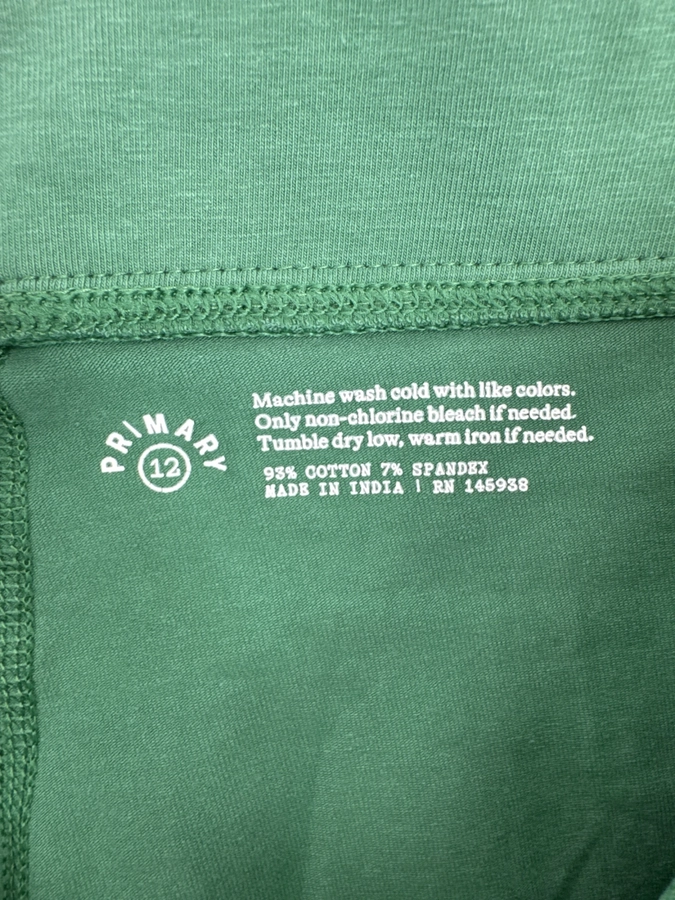 PRIMARY
12
Machine wash cold with like colors.
Only non-chlorine bleach if needed.
Tumble dry low, warm iron if needed.
93% COTTON 7% SPANDEX
MADE IN INDIA | RN 145938